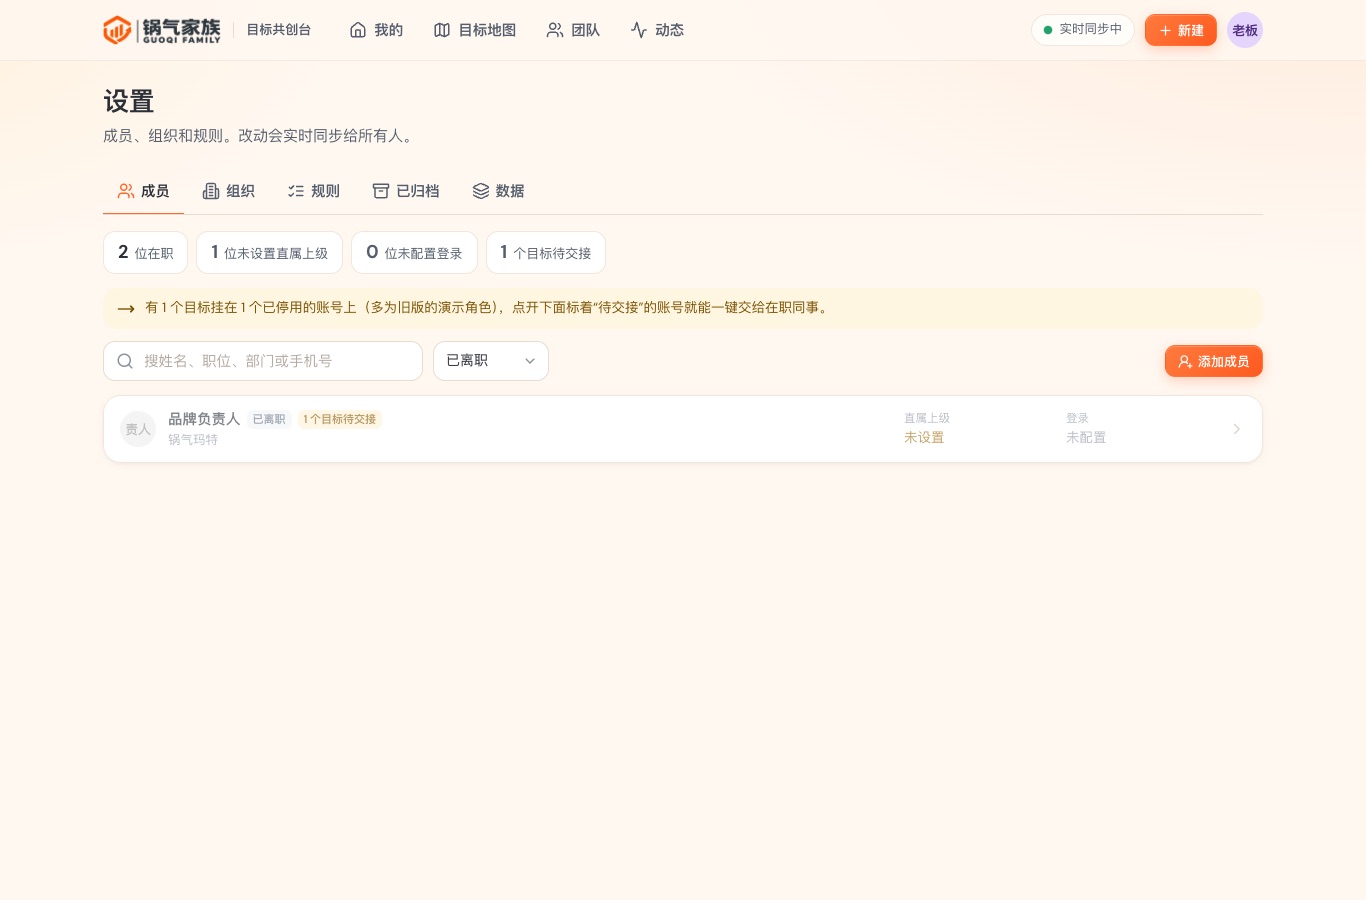 锅气家族
GUOQI FAMILY
目标共创台
我的
目标地图
团队
动态
实时同步中
新建
老板
设置
成员、组织和规则。改动会实时同步给所有人。
成员
组织
规则
已归档
数据
2 位在职
1 位未设置直属上级
0 位未配置登录
1 个目标待交接
有 1 个目标挂在 1 个已停用的账号上（多为旧版的演示角色），点开下面标着“待交接”的账号就能一键交给在职同事。
搜姓名、职位、部门或手机号
已离职
添加成员
责人
品牌负责人
已离职
1 个目标待交接
锅气玛特
直属上级
未设置
登录
未配置